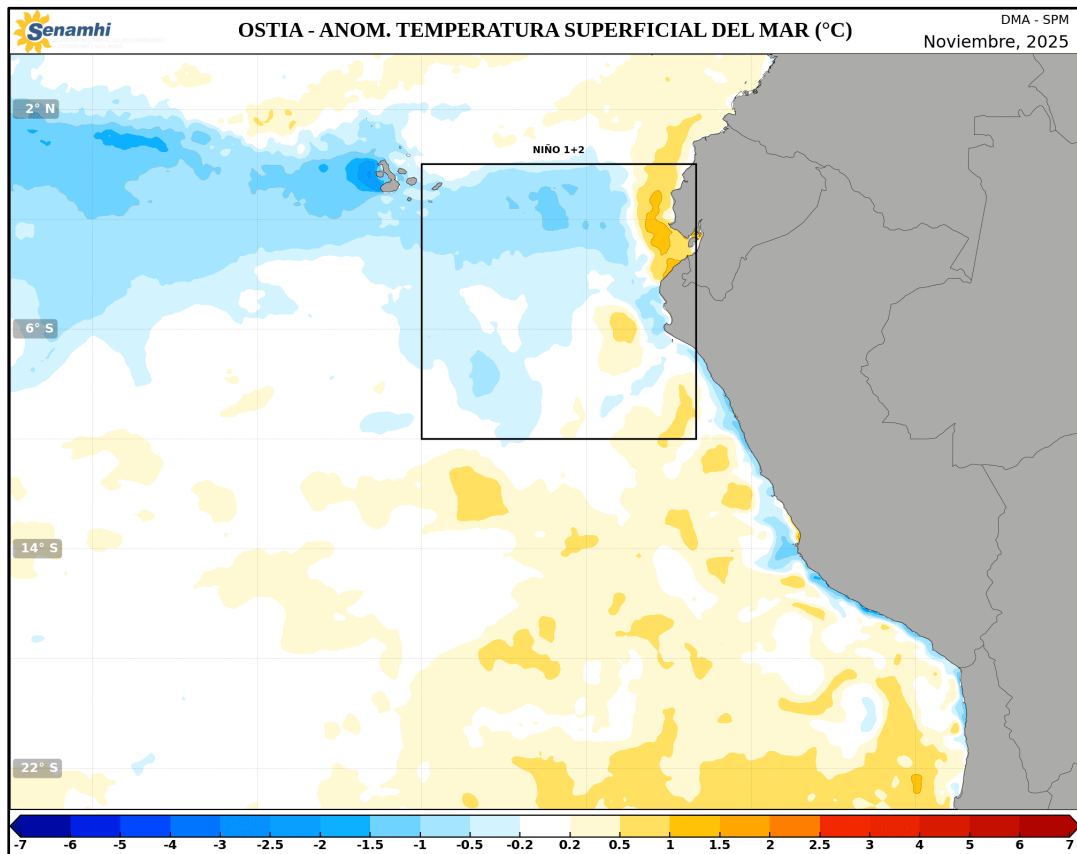 Senamhi
OSTIA - ANOM. TEMPERATURA SUPERFICIAL DEL MAR (°C)
DMA - SPM
Noviembre, 2025
2° N
NIÑO 1+2
6° S
14° S
22° S
-7 -6 -5 -4 -3 -2.5 -2 -1.5 -1 -0.5 -0.2 0.2 0.5 1 1.5 2 2.5 3 4 5 6 7